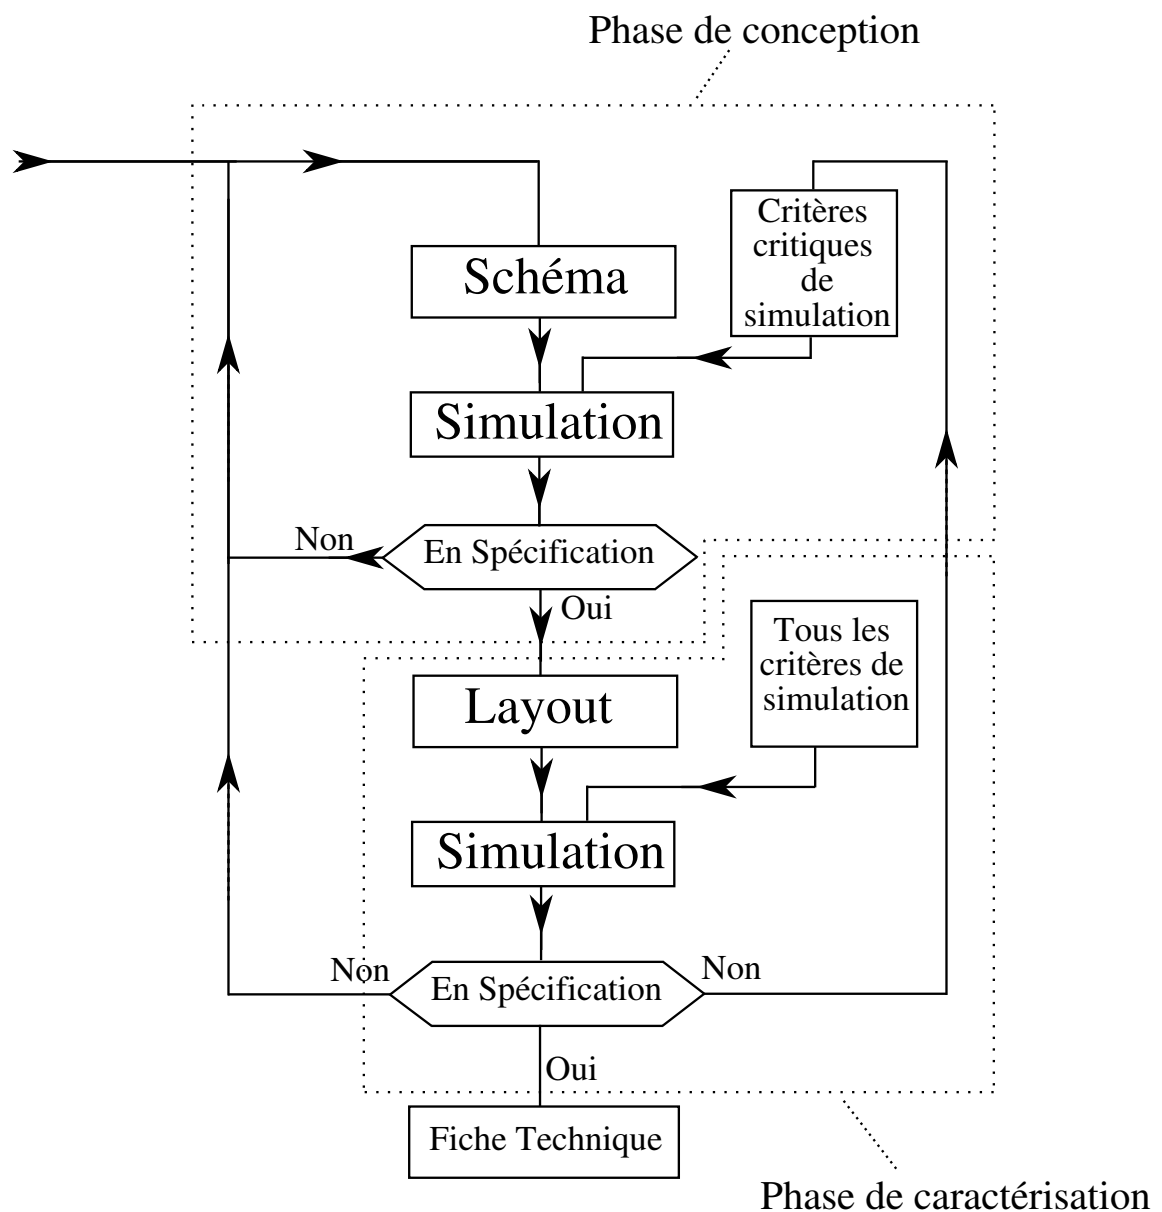 Phase de conception
Critères
critiques
de
simulation
Schéma
Simulation
Non
En Spécification
Oui
Tous les
critères de
simulation
Layout
Simulation
Non
En Spécification
Non
Oui
Fiche Technique
Phase de caractérisation